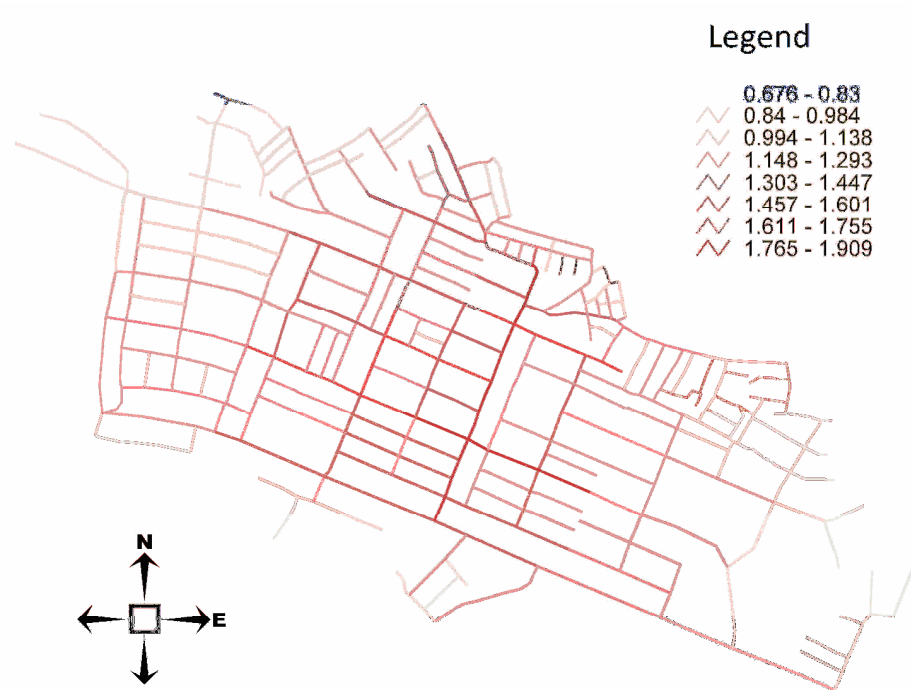 Legend
0.676 - 0.83
0.84 - 0.984
0.994 - 1.138
1.148 - 1.293
1.303 - 1.447
1.457 - 1.601
1.611 - 1.755
1.765 - 1.909
N
E